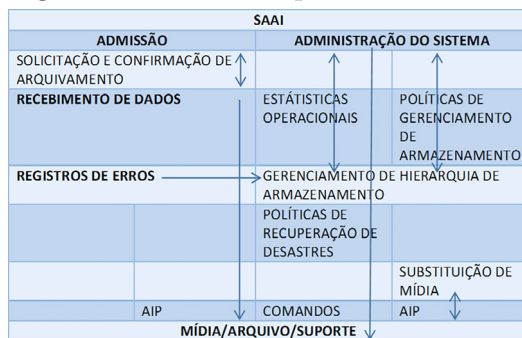 SAAI
ADMISSÃO ADMINISTRAÇÃO DO SISTEMA
SOLICITAÇÃO E CONFIRMAÇÃO DE
ARQUIVAMENTO
RECEBIMENTO DE DADOS
ESTÁTISTICAS
OPERACIONAIS
POLÍTICAS DE
GERENCIAMENTO
DE
ARMAZENAMENTO
REGISTROS DE ERROS
GERENCIAMENTO DE HIERARQUIA DE
ARMAZENAMENTO
POLÍTICAS DE
RECUPERAÇÃO DE
DESASTRES
SUBSTITUIÇÃO DE
MÍDIA
AIP COMANDOS AIP
MÍDIA/ARQUIVO/SUPORTE